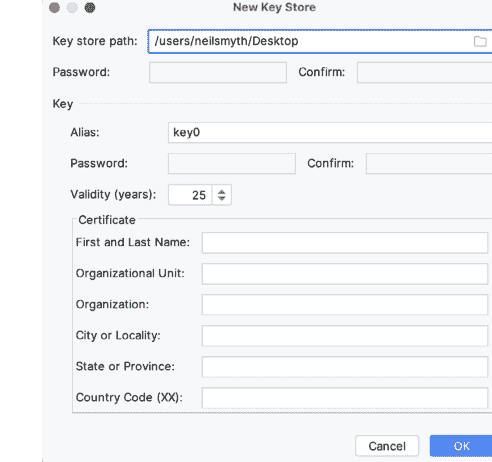 New Key Store
Key store path: /users/neilsmyth/Desktop
Password: Confirm:
Key
Alias: key0
Password: Confirm:
Validity (years): 25
Certificate
First and Last Name:
Organizational Unit:
Organization:
City or Locality:
State or Province:
Country Code (XX):
Cancel OK